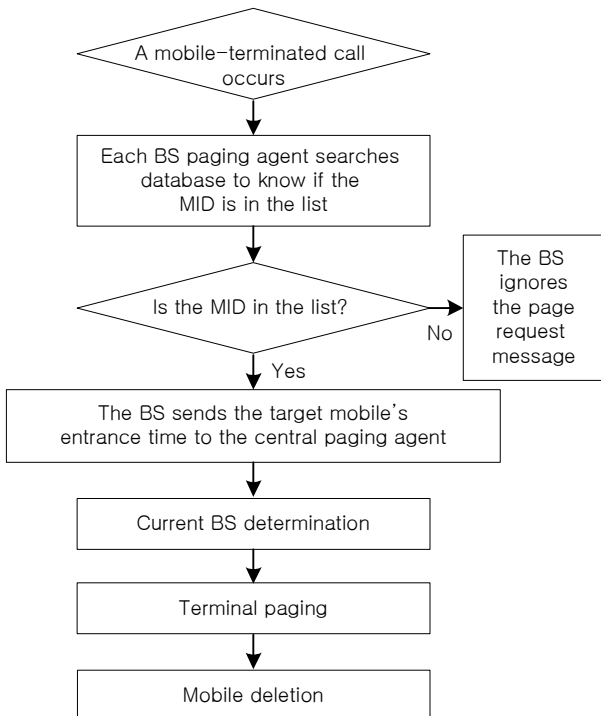 A mobile-terminated call
occurs
Each BS paging agent searches
database to know if the
MID is in the list
Is the MID in the list?
No
The BS
ignores
the page
request
message
Yes
The BS sends the target mobile's
entrance time to the central paging agent
Current BS determination
Terminal paging
Mobile deletion